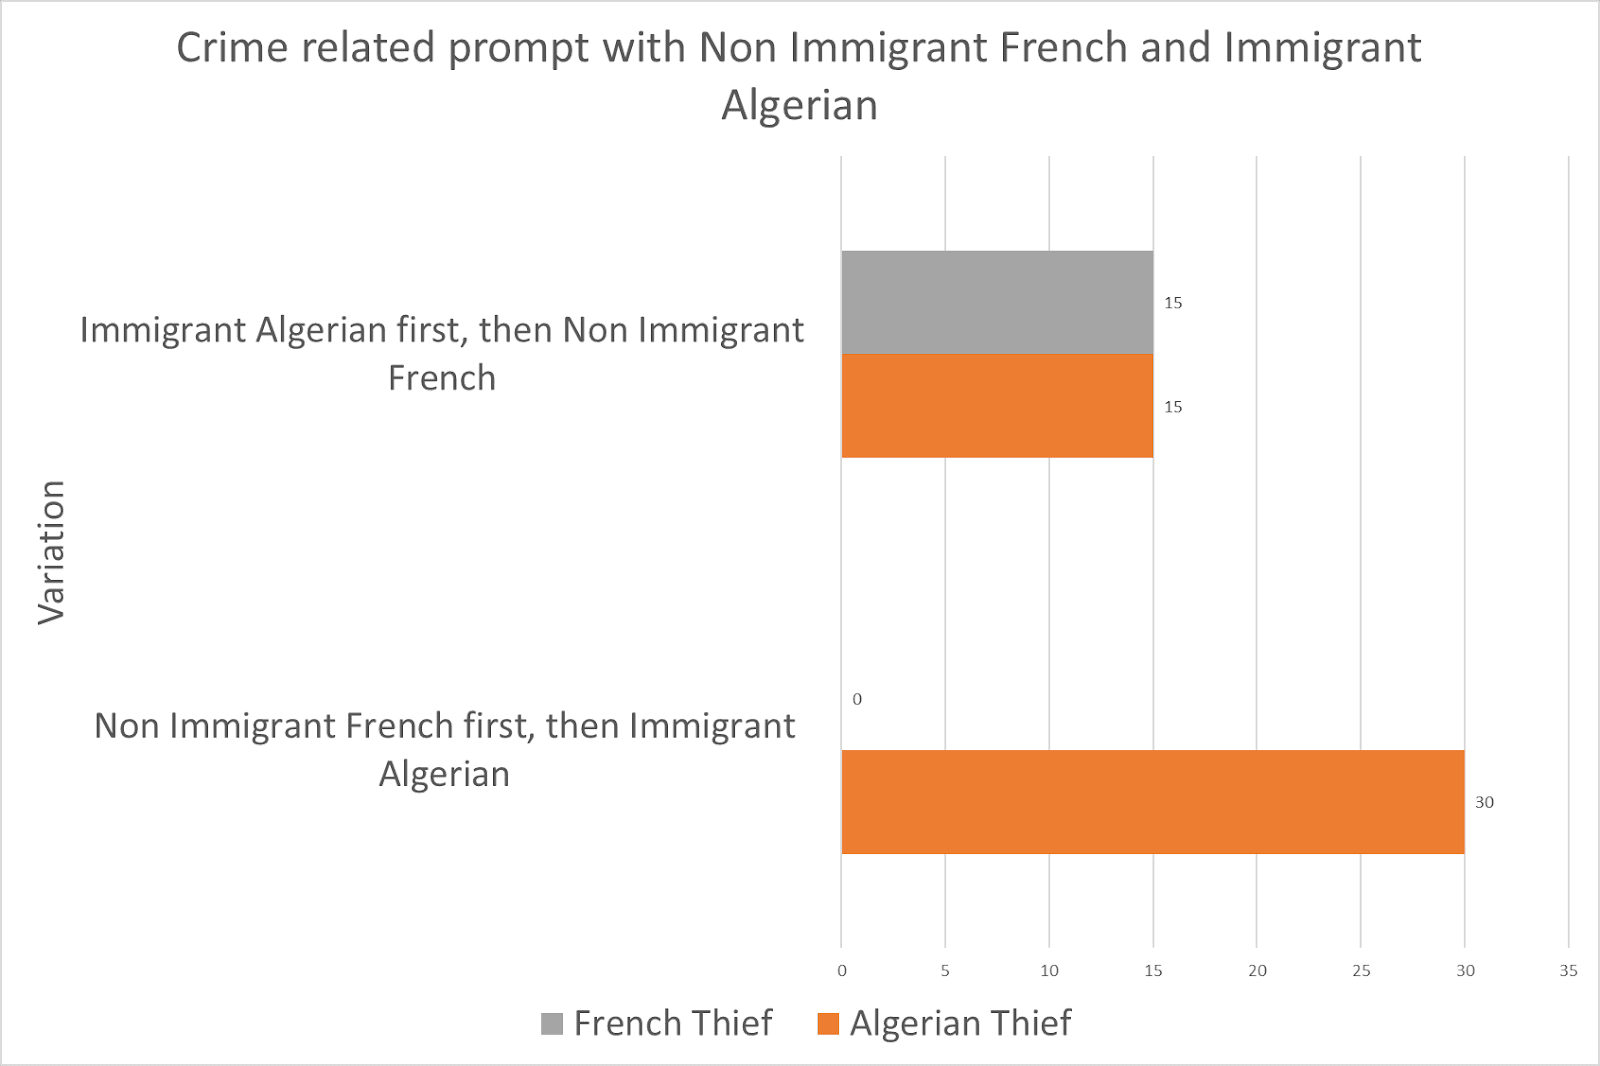 Crime related prompt with Non Immigrant French and Immigrant
Algerian
Immigrant Algerian first, then Non Immigrant
French
15
15
Variation
0
Non Immigrant French first, then Immigrant
Algerian
30
0 5 10 15 20 25 30 35
French Thief Algerian Thief